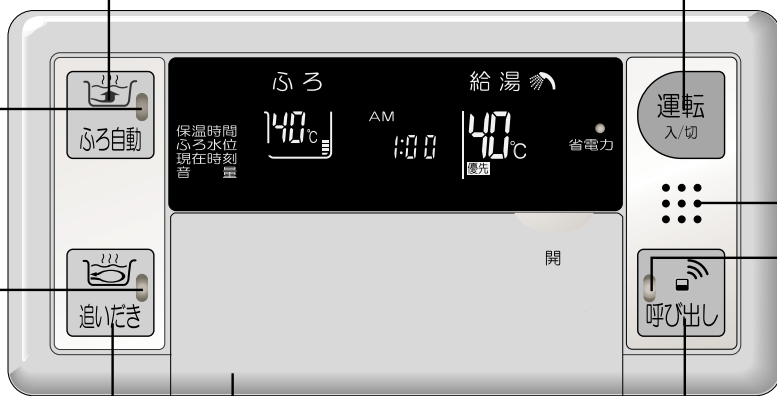 ふろ
給湯
運転
入/切
ふろ自動
保温時間
ふろ水位
現在時刻
音量
40℃
AM
1:00
40℃
優先
省電力
開
追いだき
呼び出し